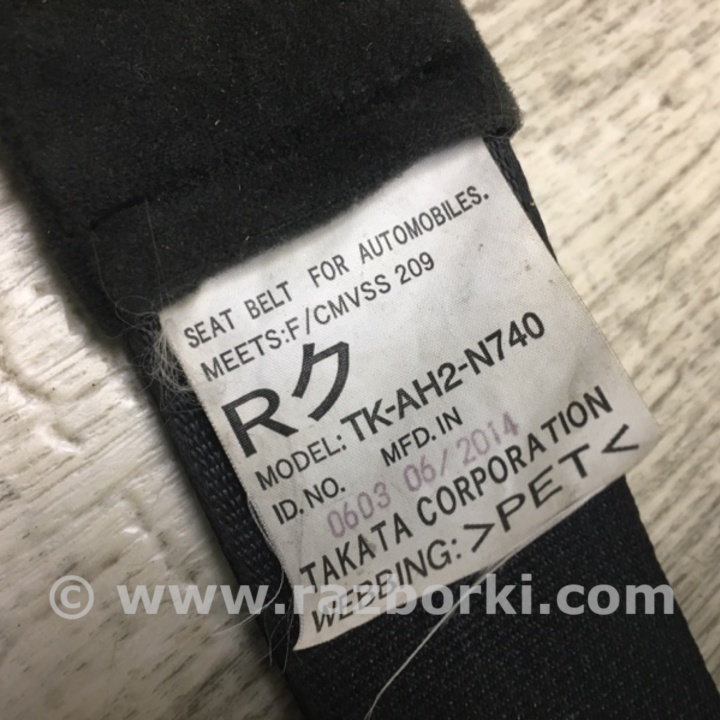 SEAT BELT FOR AUTOMOBILES.
MEETS:F/CMVSS 209
Rク
MODEL: TK-AH2-N740
ID.NO. MFD.IN
0603 06/2014
TAKATA CORPORATION
WEBBING: >PET<
© www.razborki.com